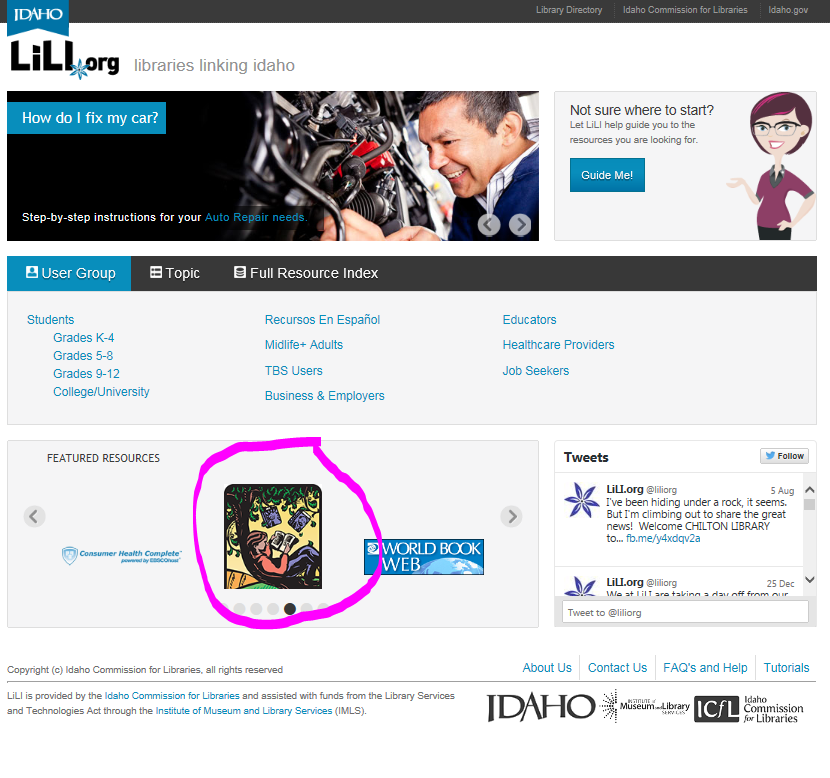 IDAHO
Library Directory
Idaho Commission for Libraries
Idaho.gov
LiLI.org
libraries linking idaho
How do I fix my car?
Step-by-step instructions for your Auto Repair needs.
Not sure where to start?
Let LiLI help guide you to the
resources you are looking for.
Guide Me!
User Group
Topic
Full Resource Index
Students
Grades K-4
Grades 5-8
Grades 9-12
College/University
Recursos En Español
Midlife+ Adults
TBS Users
Business & Employers
Educators
Healthcare Providers
Job Seekers
FEATURED RESOURCES
Consumer Health Complete™
powered by EBSCOhost
WORLD BOOK
WEB
Tweets
Follow
LiLI.org @liliorg
5 Aug
I've been hiding under a rock, it seems.
But I'm climbing out to share the great
news! Welcome CHILTON LIBRARY
to... fb.me/y4xdqv2a
LiLI.org @liliorg
25 Dec
We at LiLI are taking a day off from our
Tweet to @liliorg
Copyright (c) Idaho Commission for Libraries, all rights reserved
About Us
Contact Us
FAQ's and Help
Tutorials
LiLI is provided by the Idaho Commission for Libraries and assisted with funds from the Library Services
and Technologies Act through the Institute of Museum and Library Services (IMLS).
IDAHO
INSTITUTE of
Museum and Library
SERVICES
ICfL
Idaho
Commission
for Libraries